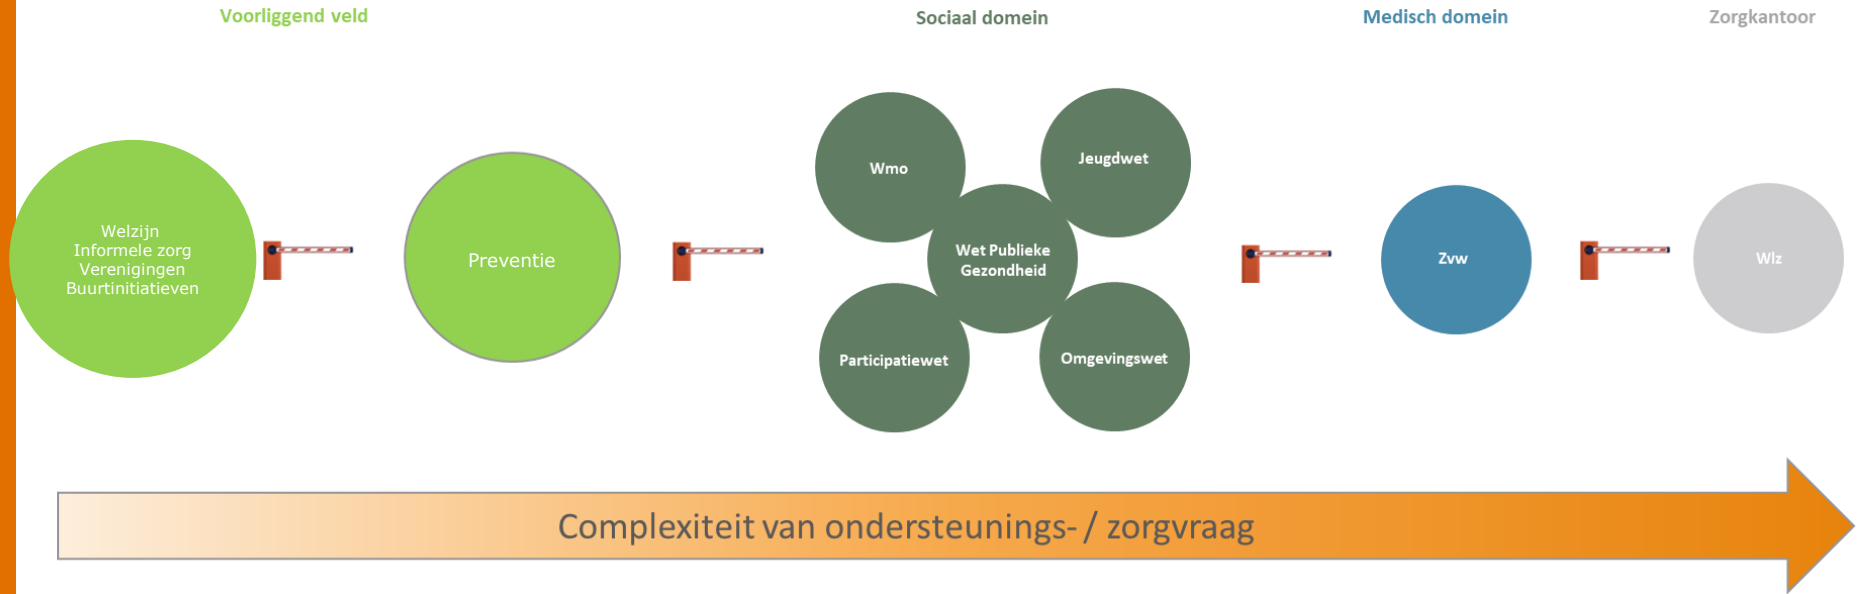 Voorliggend veld
Sociaal domein
Medisch domein
Zorgkantoor
Welzijn
Informele zorg
Verenigingen
Buurtinitiatieven
Preventie
Wmo
Jeugdwet
Wet Publieke
Gezondheid
Participatiewet
Omgevingswet
Zvw
Wlz
Complexiteit van ondersteunings- / zorgvraag